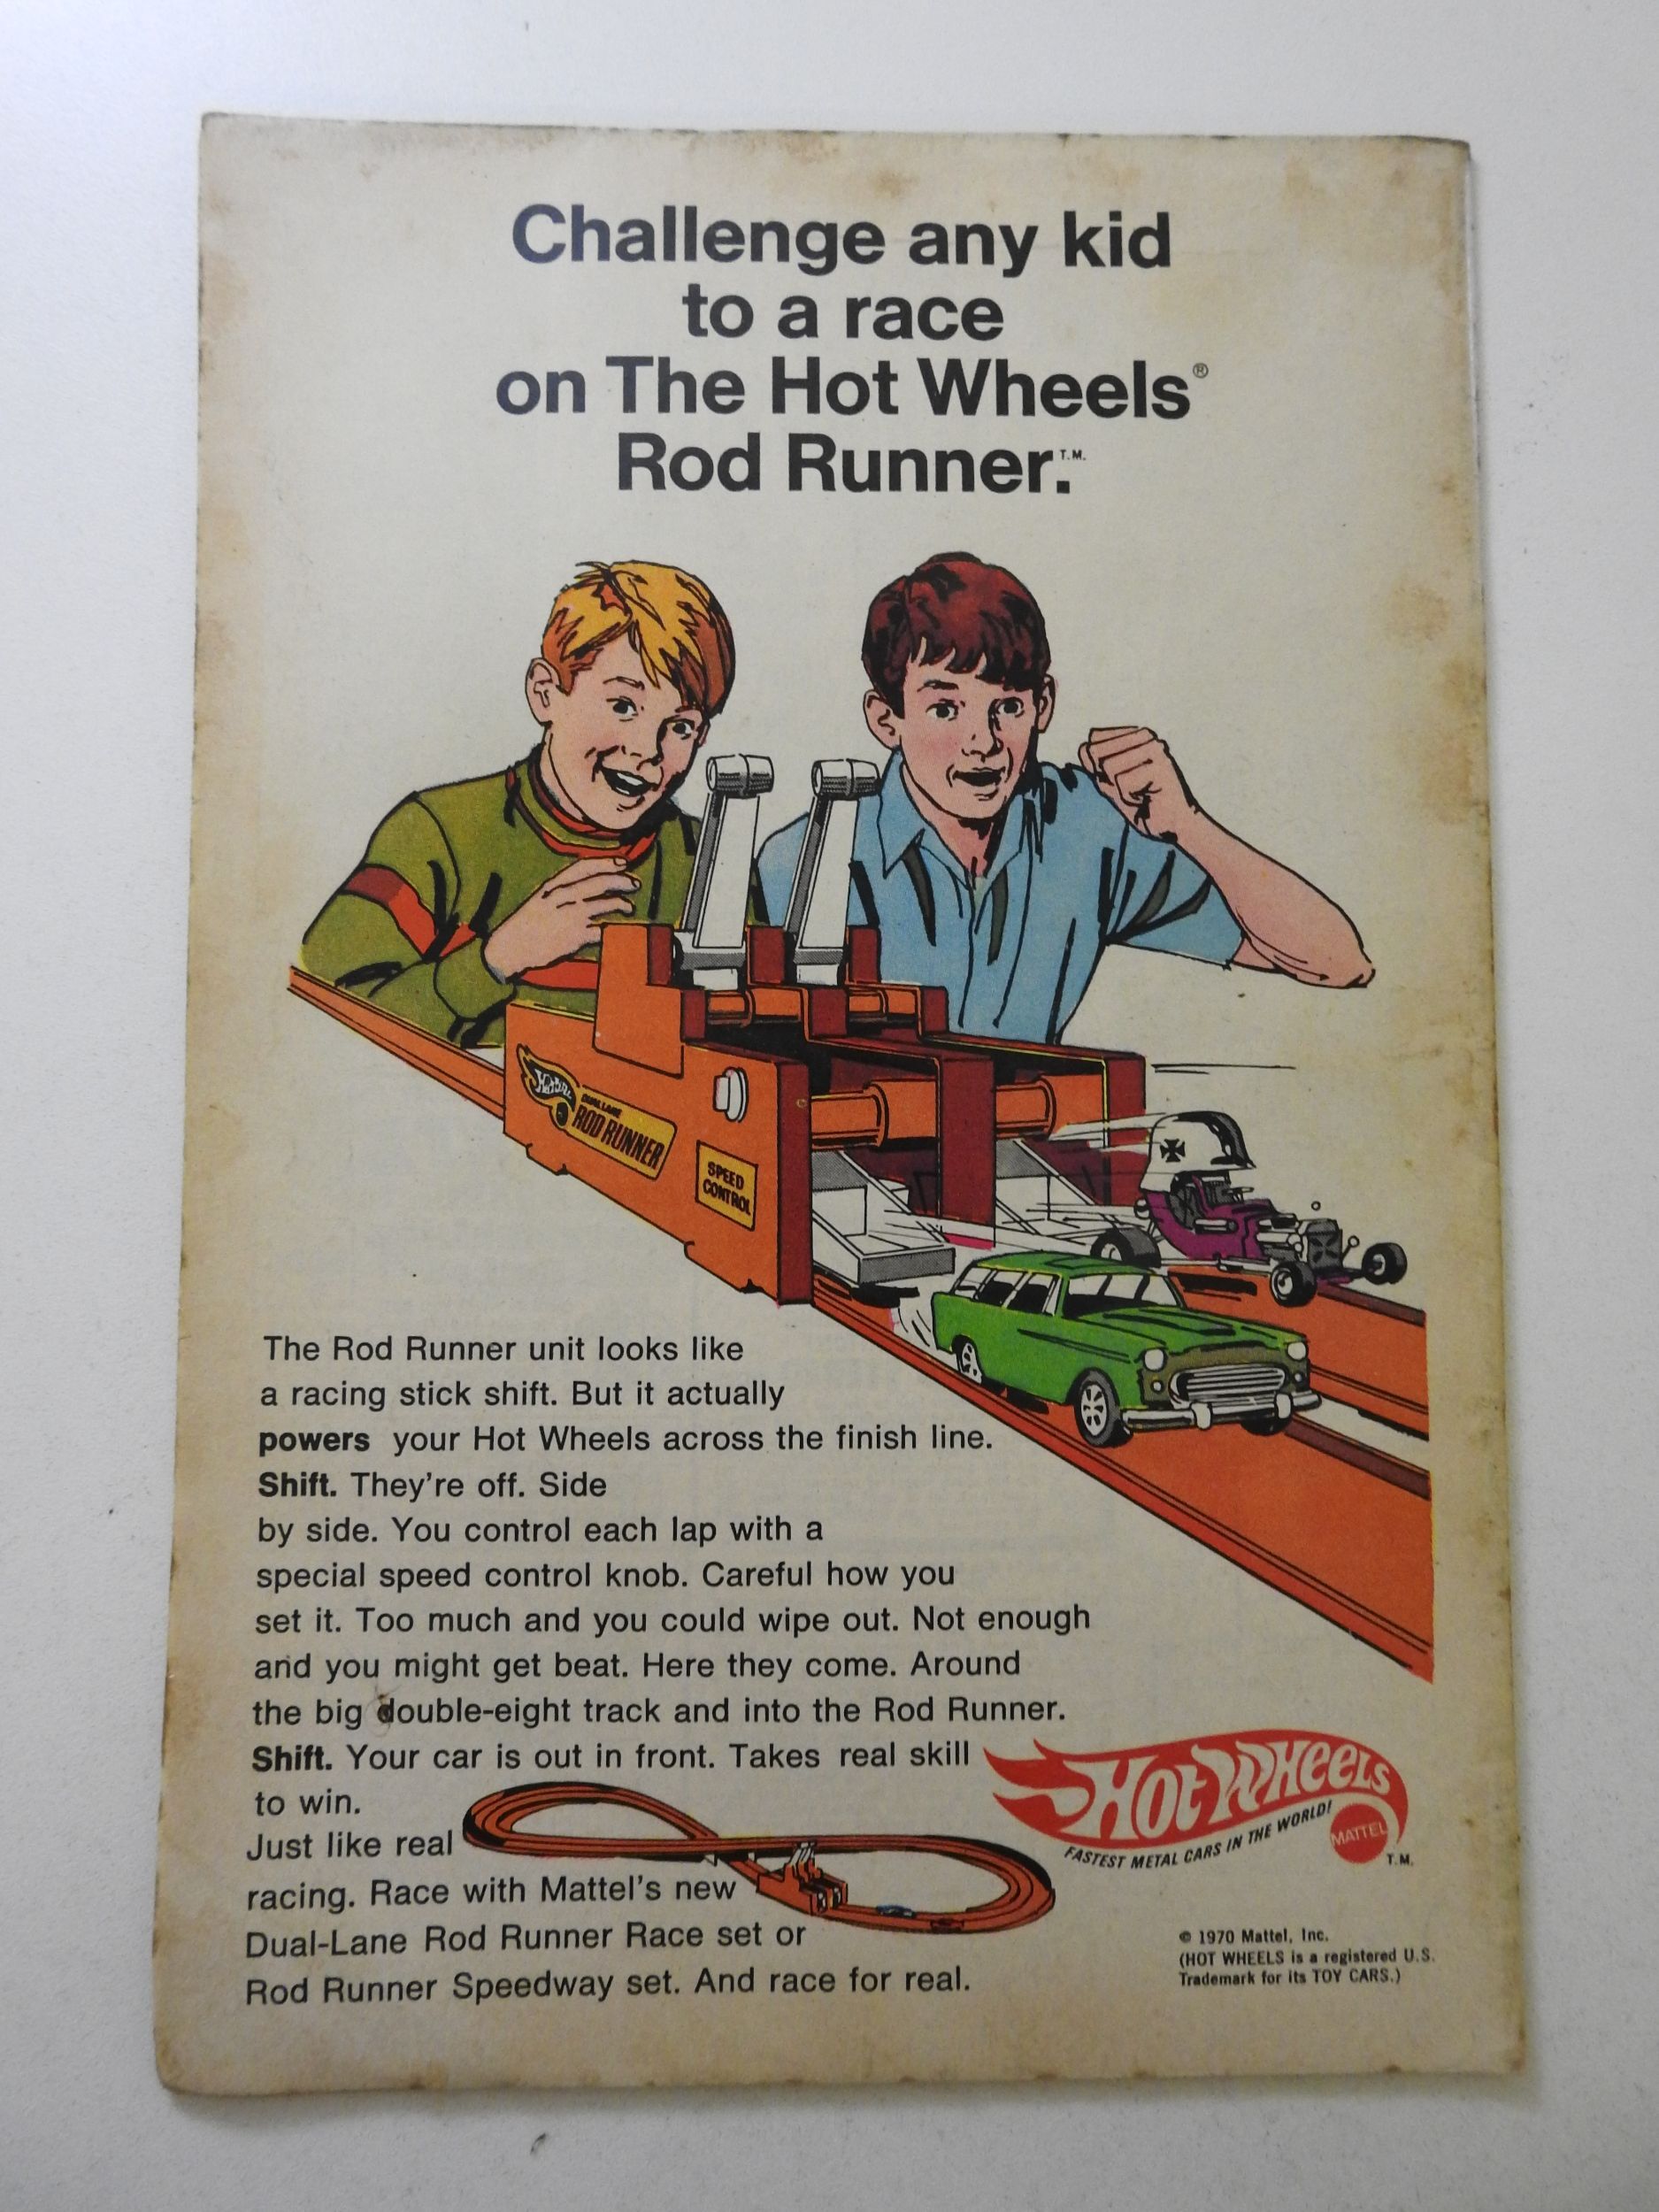 Challenge any kid
to a race
on The Hot Wheels®
Rod Runner.T.M.
HOT WHEELS
DUAL LANE
ROD RUNNER
SPEED
CONTROL
The Rod Runner unit looks like
a racing stick shift. But it actually
powers your Hot Wheels across the finish line.
Shift. They're off. Side
by side. You control each lap with a
special speed control knob. Careful how you
set it. Too much and you could wipe out. Not enough
and you might get beat. Here they come. Around
the big double-eight track and into the Rod Runner.
Shift. Your car is out in front. Takes real skill
to win.
Just like real
racing. Race with Mattel's new
Dual-Lane Rod Runner Race set or
Rod Runner Speedway set. And race for real.
HOT WHEELS
FASTEST METAL CARS IN THE WORLD!
MATTEL
T.M.
© 1970 Mattel, Inc.
(HOT WHEELS is a registered U.S.
Trademark for its TOY CARS.)